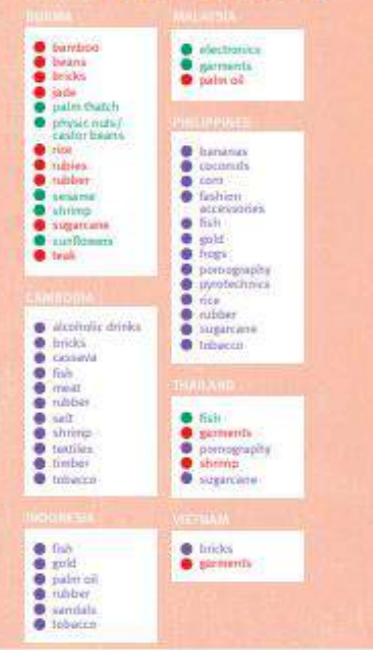 BURMA
bamboo
beans
bricks
jade
palm thatch
physic nuts/
castor beans
rice
rubies
rubber
sesame
shrimp
sugarcane
sunflowers
teak
CAMBODIA
alcoholic drinks
bricks
cassava
fish
meat
rubber
salt
shrimp
textiles
timber
tobacco
INDONESIA
fish
gold
palm oil
rubber
sandals
tobacco
MALAYSIA
electronics
garments
palm oil
PHILIPPINES
bananas
coconuts
corn
fashion
accessories
fish
gold
hogs
pornography
pyrotechnics
rice
rubber
sugarcane
tobacco
THAILAND
fish
garments
pornography
shrimp
sugarcane
VIETNAM
bricks
garments